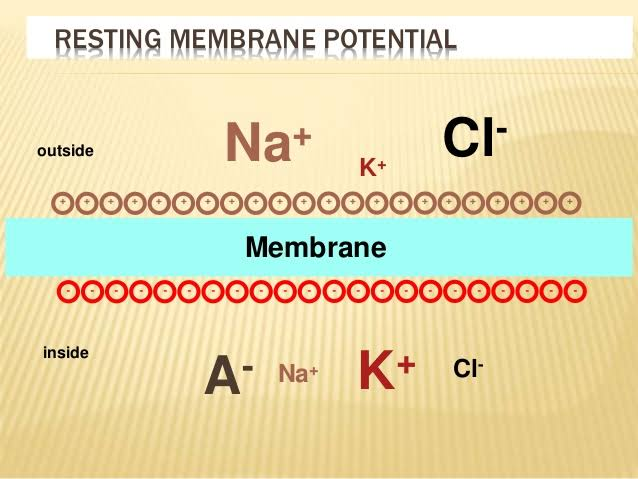 RESTING MEMBRANE POTENTIAL
outside Na⁺ K⁺ Cl⁻
+ + + + + + + + + + + + + + + + + + + + + +
Membrane
- - - - - - - - - - - - - - - - - - - - - -
inside A⁻ Na⁺ K⁺ Cl⁻